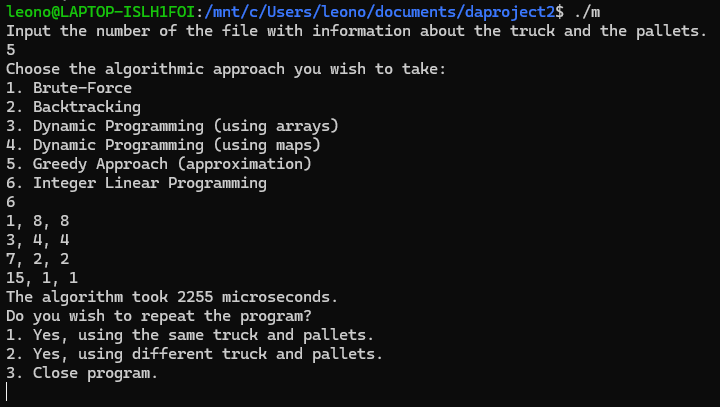 leono@LAPTOP-ISLH1FOI:/mnt/c/Users/leono/documents/daproject2$ ./m
Input the number of the file with information about the truck and the pallets.
5
Choose the algorithmic approach you wish to take:
1. Brute-Force
2. Backtracking
3. Dynamic Programming (using arrays)
4. Dynamic Programming (using maps)
5. Greedy Approach (approximation)
6. Integer Linear Programming
6
1, 8, 8
3, 4, 4
7, 2, 2
15, 1, 1
The algorithm took 2255 microseconds.
Do you wish to repeat the program?
1. Yes, using the same truck and pallets.
2. Yes, using different truck and pallets.
3. Close program.